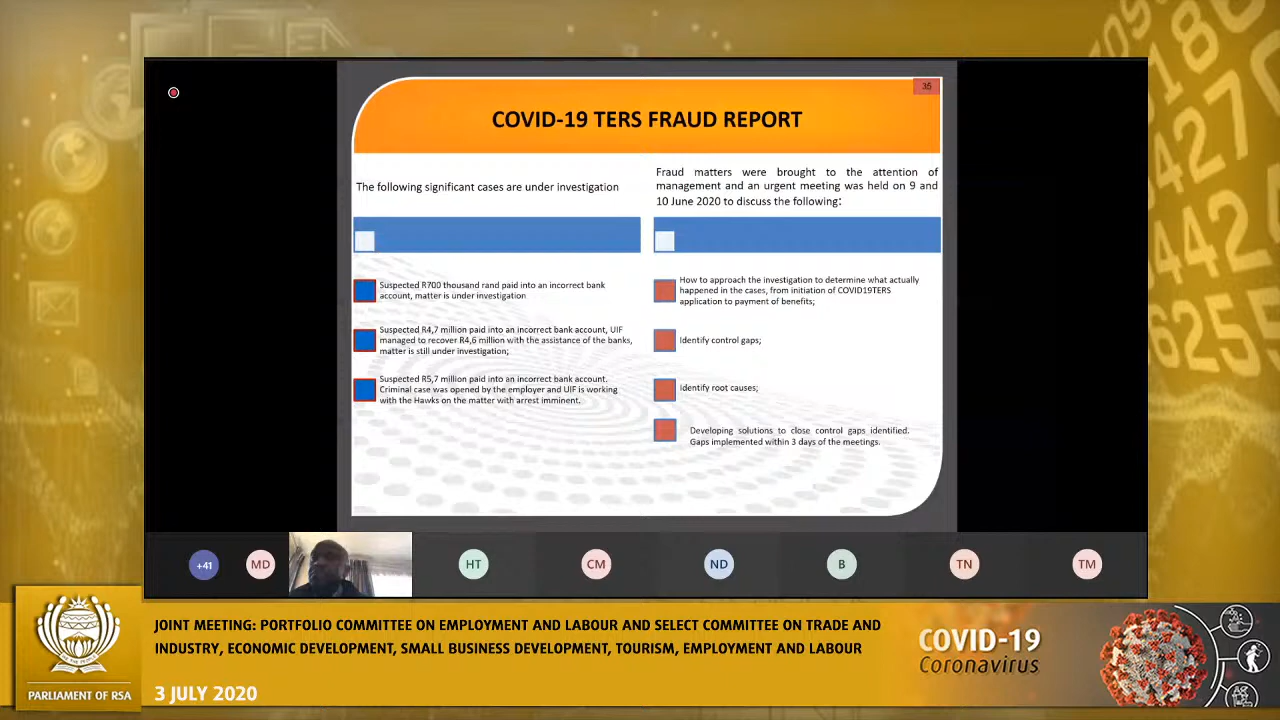 35
COVID-19 TERS FRAUD REPORT
The following significant cases are under investigation
Suspected R700 thousand rand paid into an incorrect bank
account, matter is under investigation
Suspected R4,7 million paid into an incorrect bank account, UIF
managed to recover R4,6 million with the assistance of the banks,
matter is still under investigation;
Suspected R5,7 million paid into an incorrect bank account.
Criminal case was opened by the employer and UIF is working
with the Hawks on the matter with arrest imminent.
Fraud matters were brought to the attention of
management and an urgent meeting was held on 9 and
10 June 2020 to discuss the following:
How to approach the investigation to determine what actually
happened in the cases, from initiation of COVID19TERS
application to payment of benefits;
Identify control gaps;
Identify root causes;
Developing solutions to close control gaps identified.
Gaps implemented within 3 days of the meetings.
+41
MD
HT
CM
ND
B
TN
TM
JOINT MEETING: PORTFOLIO COMMITTEE ON EMPLOYMENT AND LABOUR AND SELECT COMMITTEE ON TRADE AND
INDUSTRY, ECONOMIC DEVELOPMENT, SMALL BUSINESS DEVELOPMENT, TOURISM, EMPLOYMENT AND LABOUR
3 JULY 2020
PARLIAMENT OF RSA
COVID-19
Coronavirus